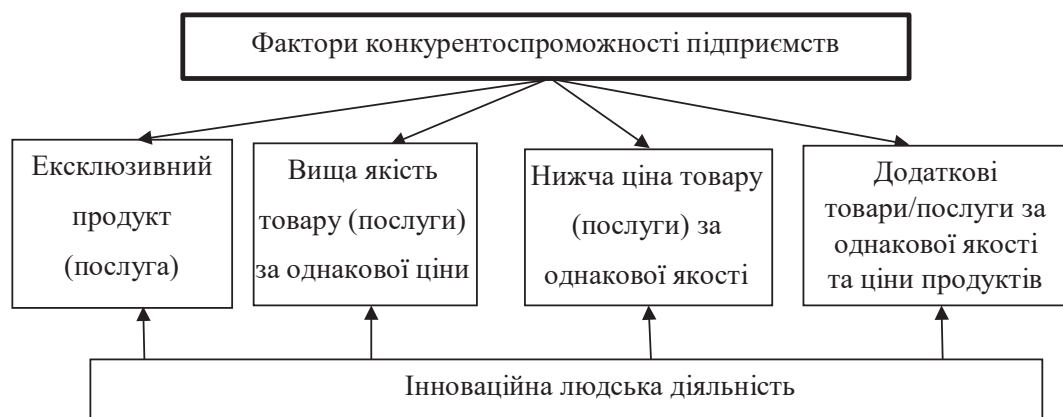 Фактори конкурентоспроможності підприємств
Ексклюзивний
продукт
(послуга)
Вища якість
товару (послуги)
за однакової ціни
Нижча ціна товару
(послуги) за
однакової якості
Додаткові
товари/послуги за
однакової якості
та ціни продуктів
Інноваційна людська діяльність